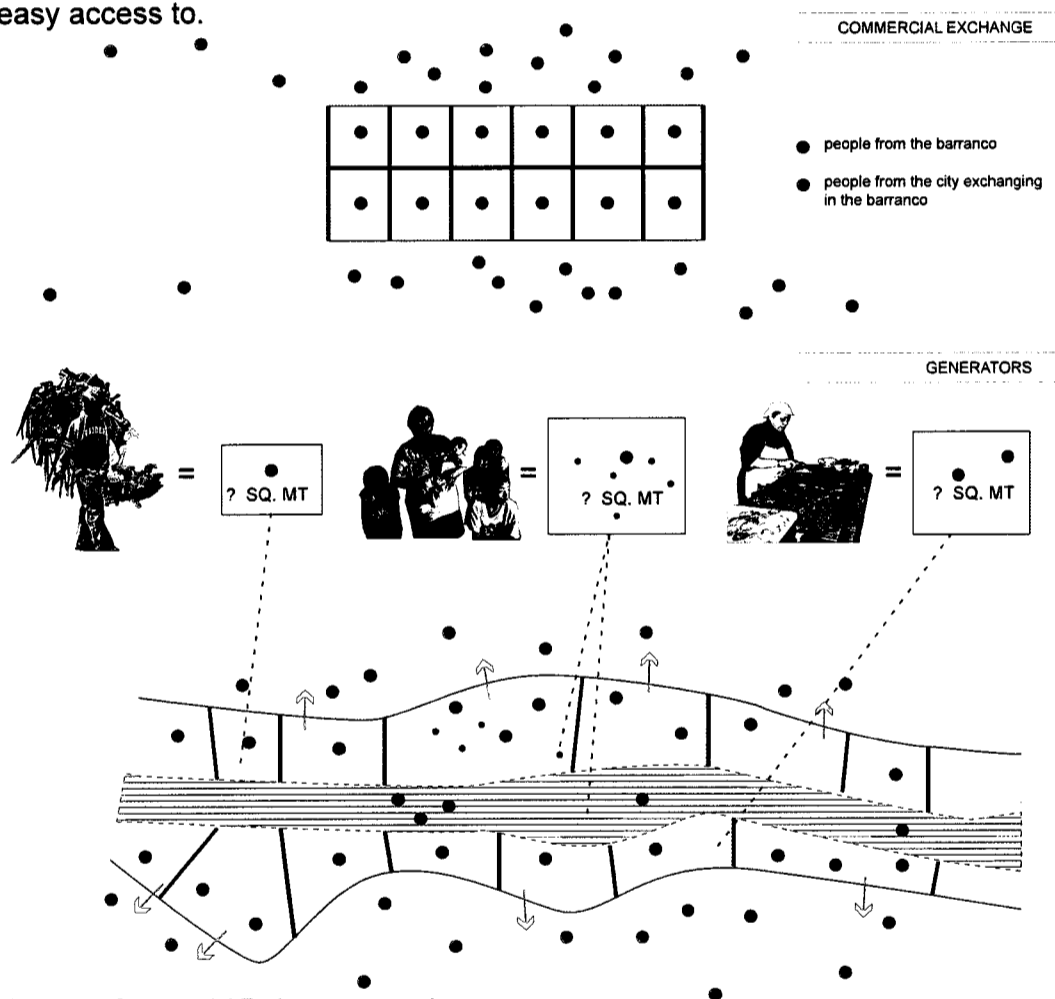 easy access to.
COMMERCIAL EXCHANGE
people from the barranco
people from the city exchanging
in the barranco
GENERATORS
=
? SQ. MT
=
? SQ. MT
=
? SQ. MT